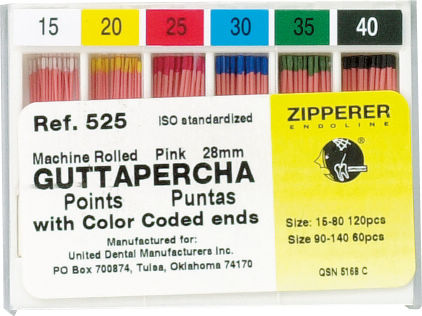 15 20 25 30 35 40
Ref. 525 ISO standardized
Machine Rolled Pink 28mm
GUTTAPERCHA
Points Puntas
with Color Coded ends
Manufactured for:
United Dental Manufacturers Inc.
PO Box 700874, Tulsa, Oklahoma 74170
ZIPPERER
ENDOLINE
Size: 15-80 120pcs
Size 90-140 60pcs
QSN 5168 C